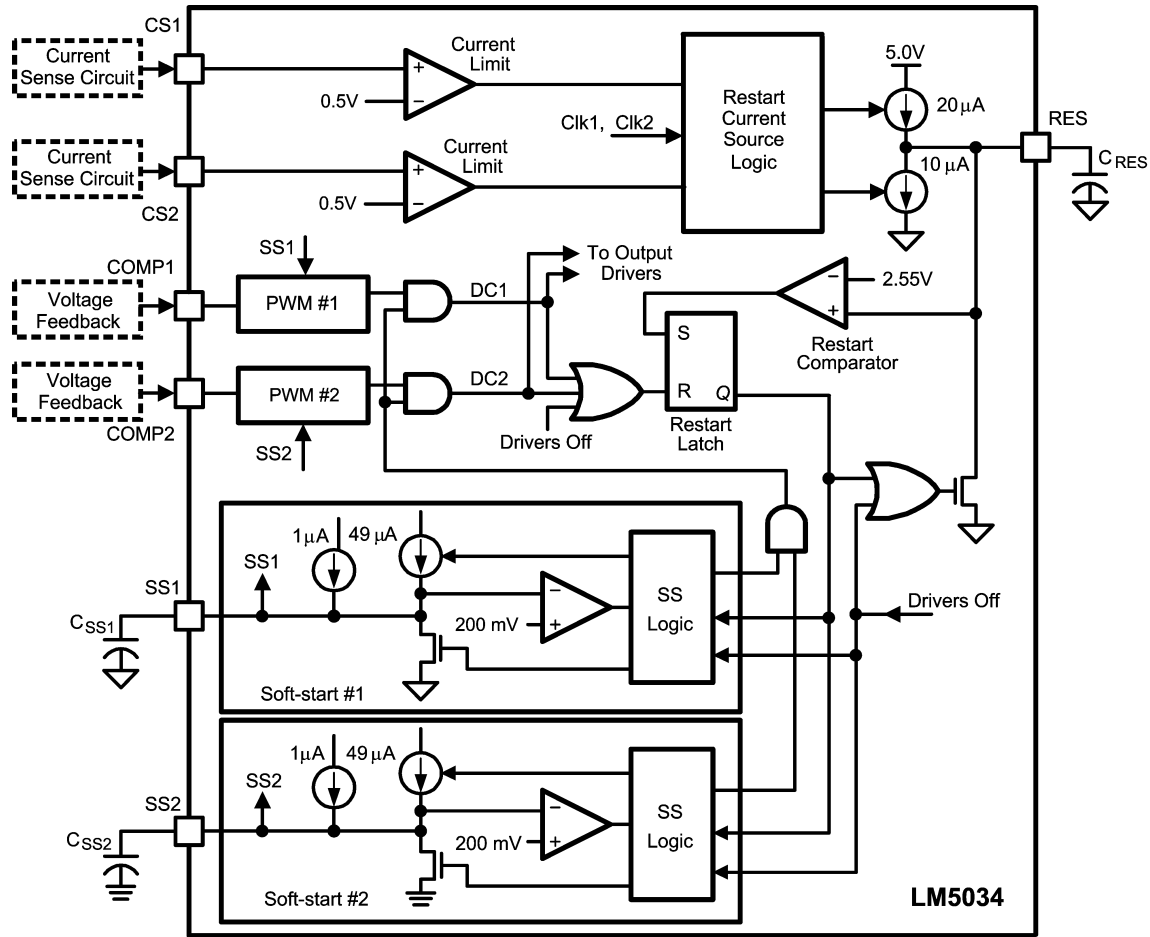 CS1
Current
Sense Circuit
Current
Limit
+
0.5V
−
5.0V
Restart
Current
Source
Logic
20 µA
Clk1, Clk2
RES
C RES
10 µA
Current
Sense Circuit
Current
Limit
+
0.5V
−
CS2
SS1
To Output
Drivers
COMP1
Voltage
Feedback
PWM #1
DC1
−
2.55V
+
Restart
Comparator
S
Voltage
Feedback
PWM #2
DC2
R
Q
COMP2
Drivers Off
Restart
Latch
SS2
1µA
49 µA
SS1
SS1
−
SS
Logic
200 mV
+
Drivers Off
C SS1
Soft-start #1
1µA
49 µA
SS2
SS2
−
SS
Logic
200 mV
+
C SS2
Soft-start #2
LM5034